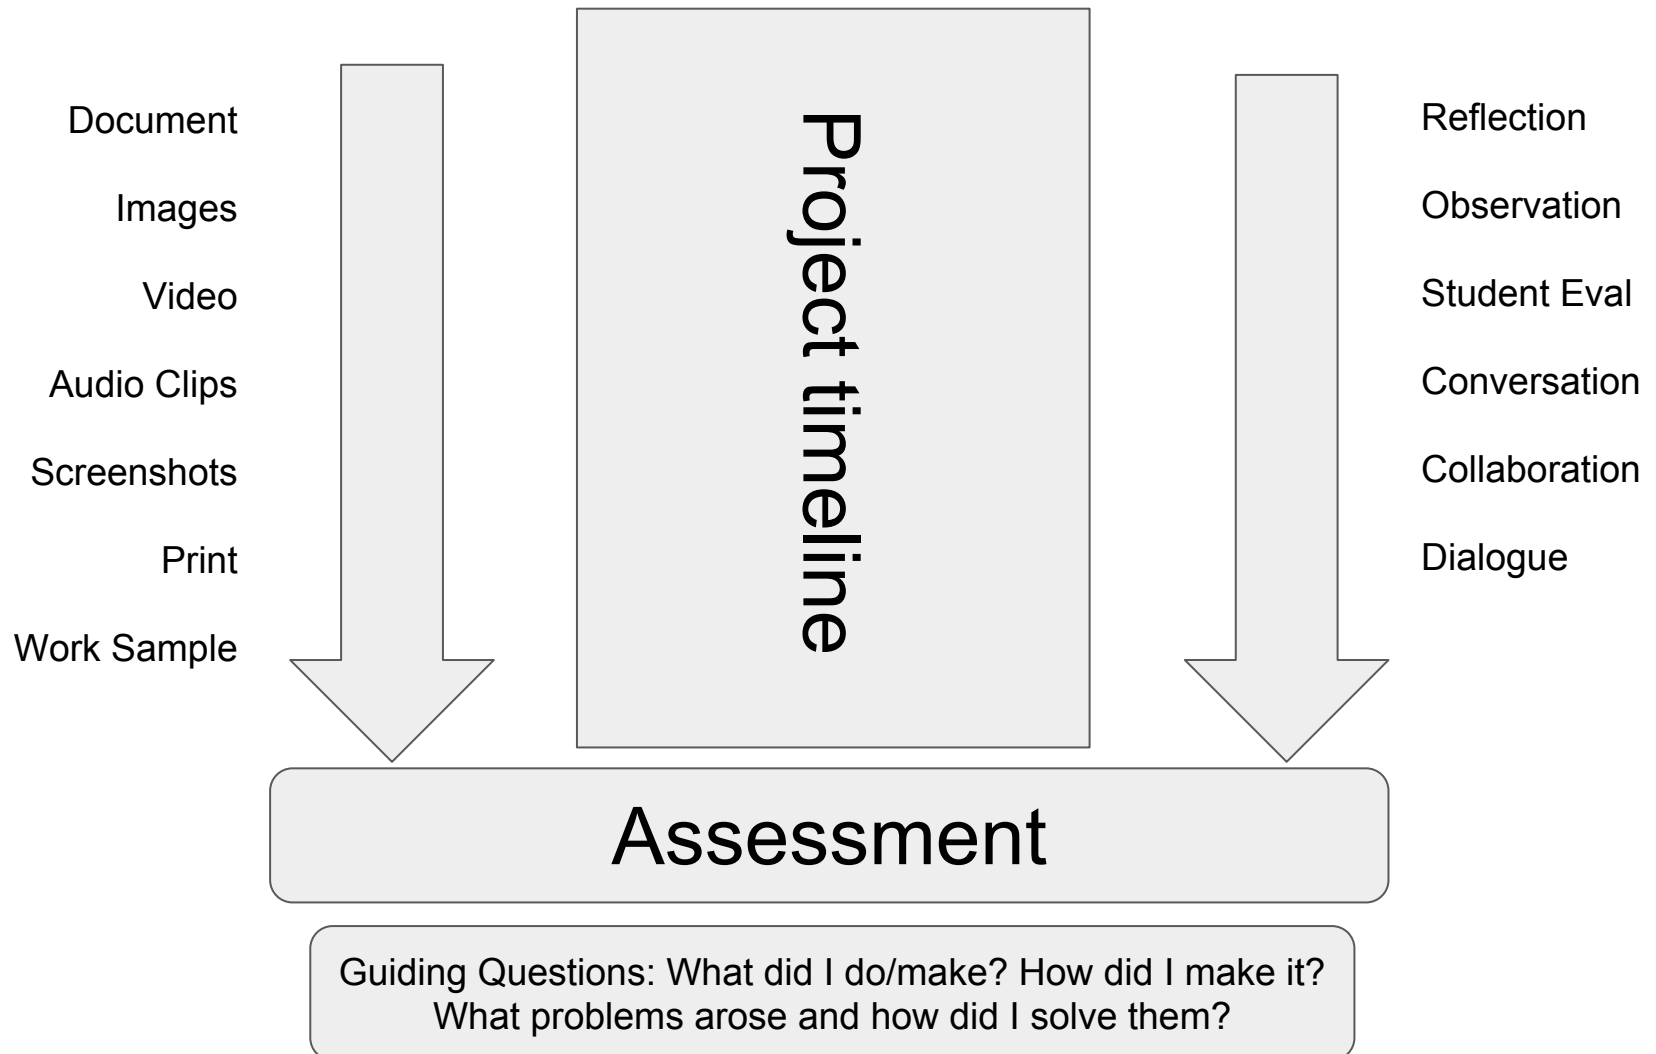 Document
Images
Video
Audio Clips
Screenshots
Print
Work Sample
Project timeline
Reflection
Observation
Student Eval
Conversation
Collaboration
Dialogue
Assessment
Guiding Questions: What did I do/make? How did I make it?
What problems arose and how did I solve them?